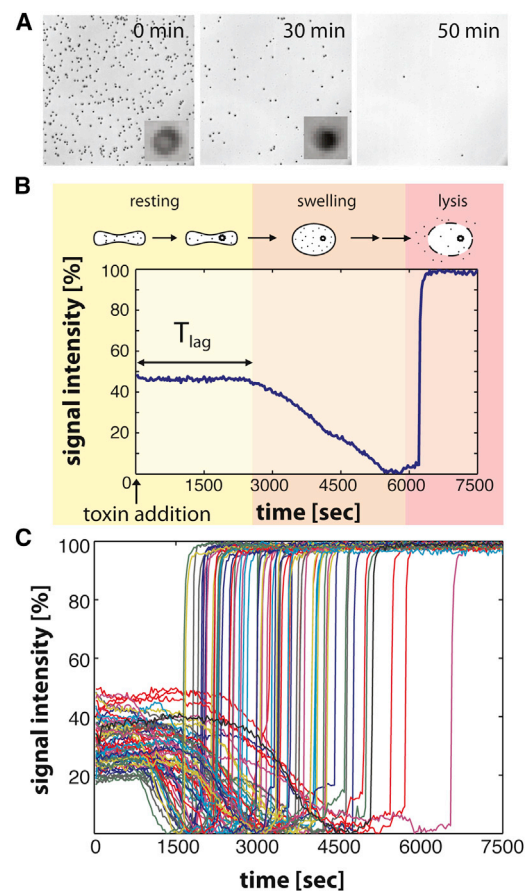 A
0 min
30 min
50 min
B
resting
swelling
lysis
signal intensity [%]
100
80
60
40
20
T lag
0
1500
3000
4500
6000
7500
toxin addition
time [sec]
C
signal intensity [%]
100
80
60
40
20
0
1500
3000
4500
6000
7500
time [sec]